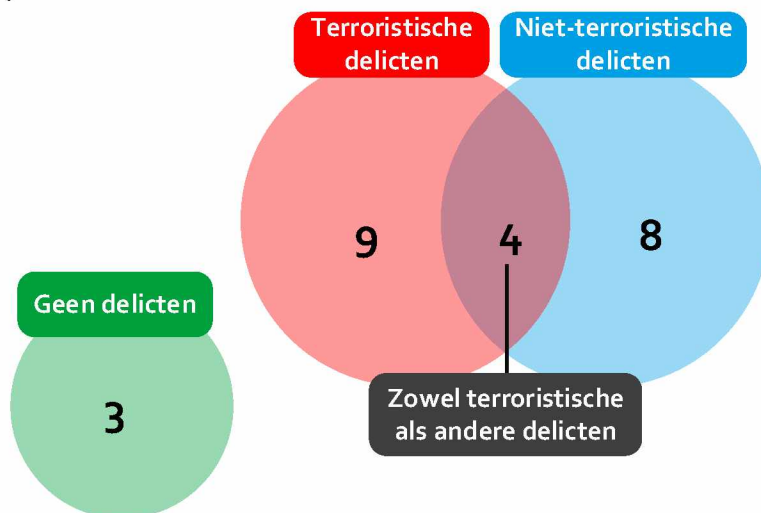 Terroristische
delicten
Niet-terroristische
delicten
9
4
8
Geen delicten
3
Zowel terroristische
als andere delicten